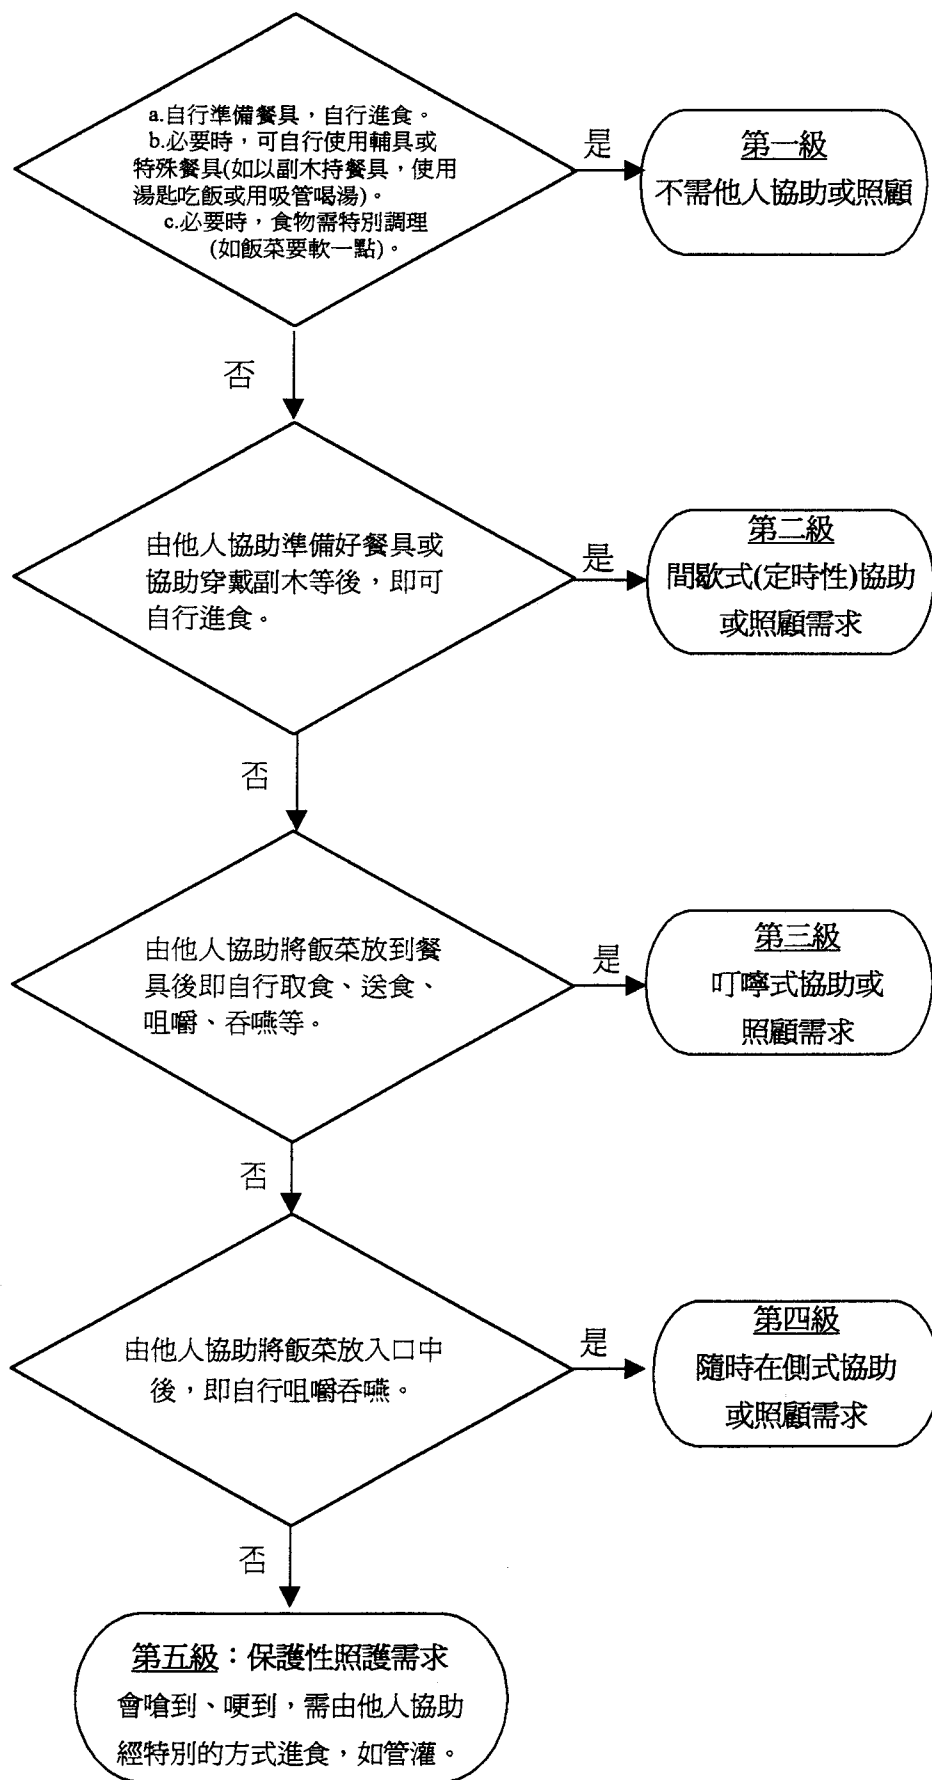 a.自行準備餐具，自行進食。
b.必要時，可自行使用輔具或
特殊餐具(如以副木持餐具，使用
湯匙吃飯或用吸管喝湯)。
c.必要時，食物需特別調理
(如飯菜要軟一點)。
是
第一級
不需他人協助或照顧
否
由他人協助準備好餐具或
協助穿戴副木等後，即可
自行進食。
是
第二級
間歇式(定時性)協助
或照顧需求
否
由他人協助將飯菜放到餐
具後即自行取食、送食、
咀嚼、吞嚥等。
是
第三級
叮嚀式協助或
照顧需求
否
由他人協助將飯菜放入口中
後，即自行咀嚼吞嚥。
是
第四級
隨時在側式協助
或照顧需求
否
第五級：保護性照護需求
會嗆到、哽到，需由他人協助
經特別的方式進食，如管灌。